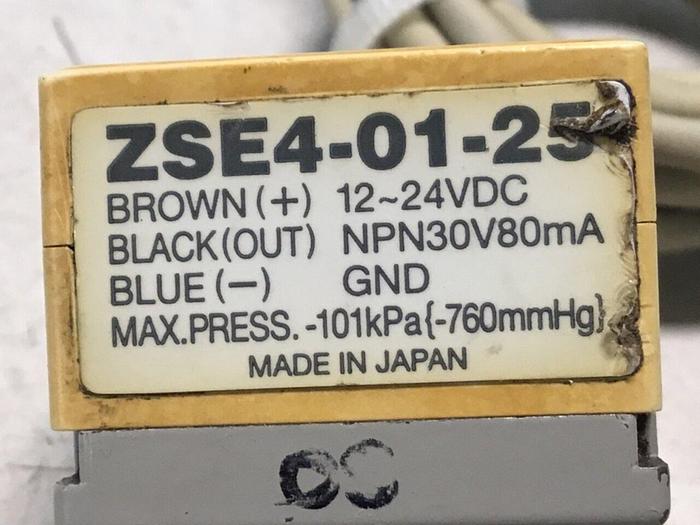 ZSE4-01-25
BROWN (+) 12~24VDC
BLACK(OUT) NPN30V80mA
BLUE (−) GND
MAX.PRESS. -101kPa{-760mmHg}
MADE IN JAPAN